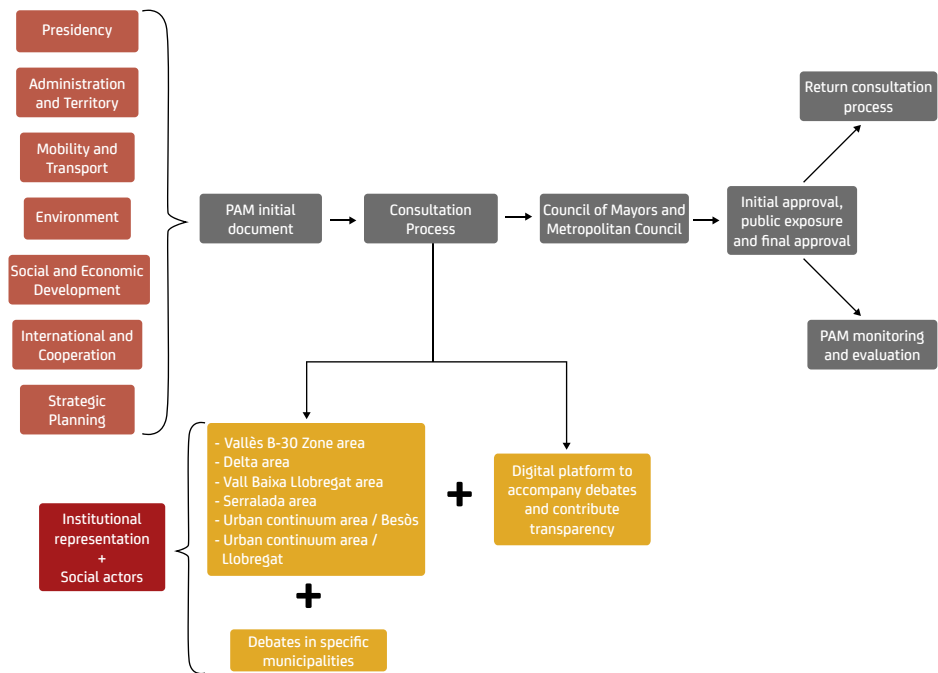 Presidency
Administration
and Territory
Mobility and
Transport
Environment
Social and Economic
Development
International and
Cooperation
Strategic
Planning
PAM initial
document
Consultation
Process
Council of Mayors and
Metropolitan Council
Initial approval,
public exposure
and final approval
Return consultation
process
PAM monitoring
and evaluation
Institutional
representation
+
Social actors
- Vallès B-30 Zone area
- Delta area
- Vall Baixa Llobregat area
- Serralada area
- Urban continuum area / Besòs
- Urban continuum area /
Llobregat
+
Digital platform to
accompany debates
and contribute
transparency
+
Debates in specific
municipalities